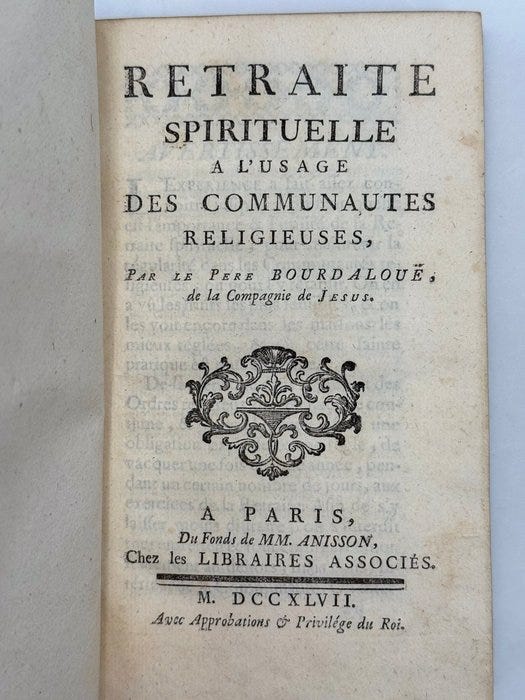 RETRAITE
SPIRITUELLE
A L'USAGE
DES COMMUNAUTES
RELIGIEUSES,
PAR LE PERE BOURDALOUË,
de la Compagnie de JESUS.
A PARIS,
Du Fonds de MM. ANISSON,
Chez les LIBRAIRES ASSOCIÉS.
M. DCCXLVII.
Avec Approbations & Privilége du Roi.